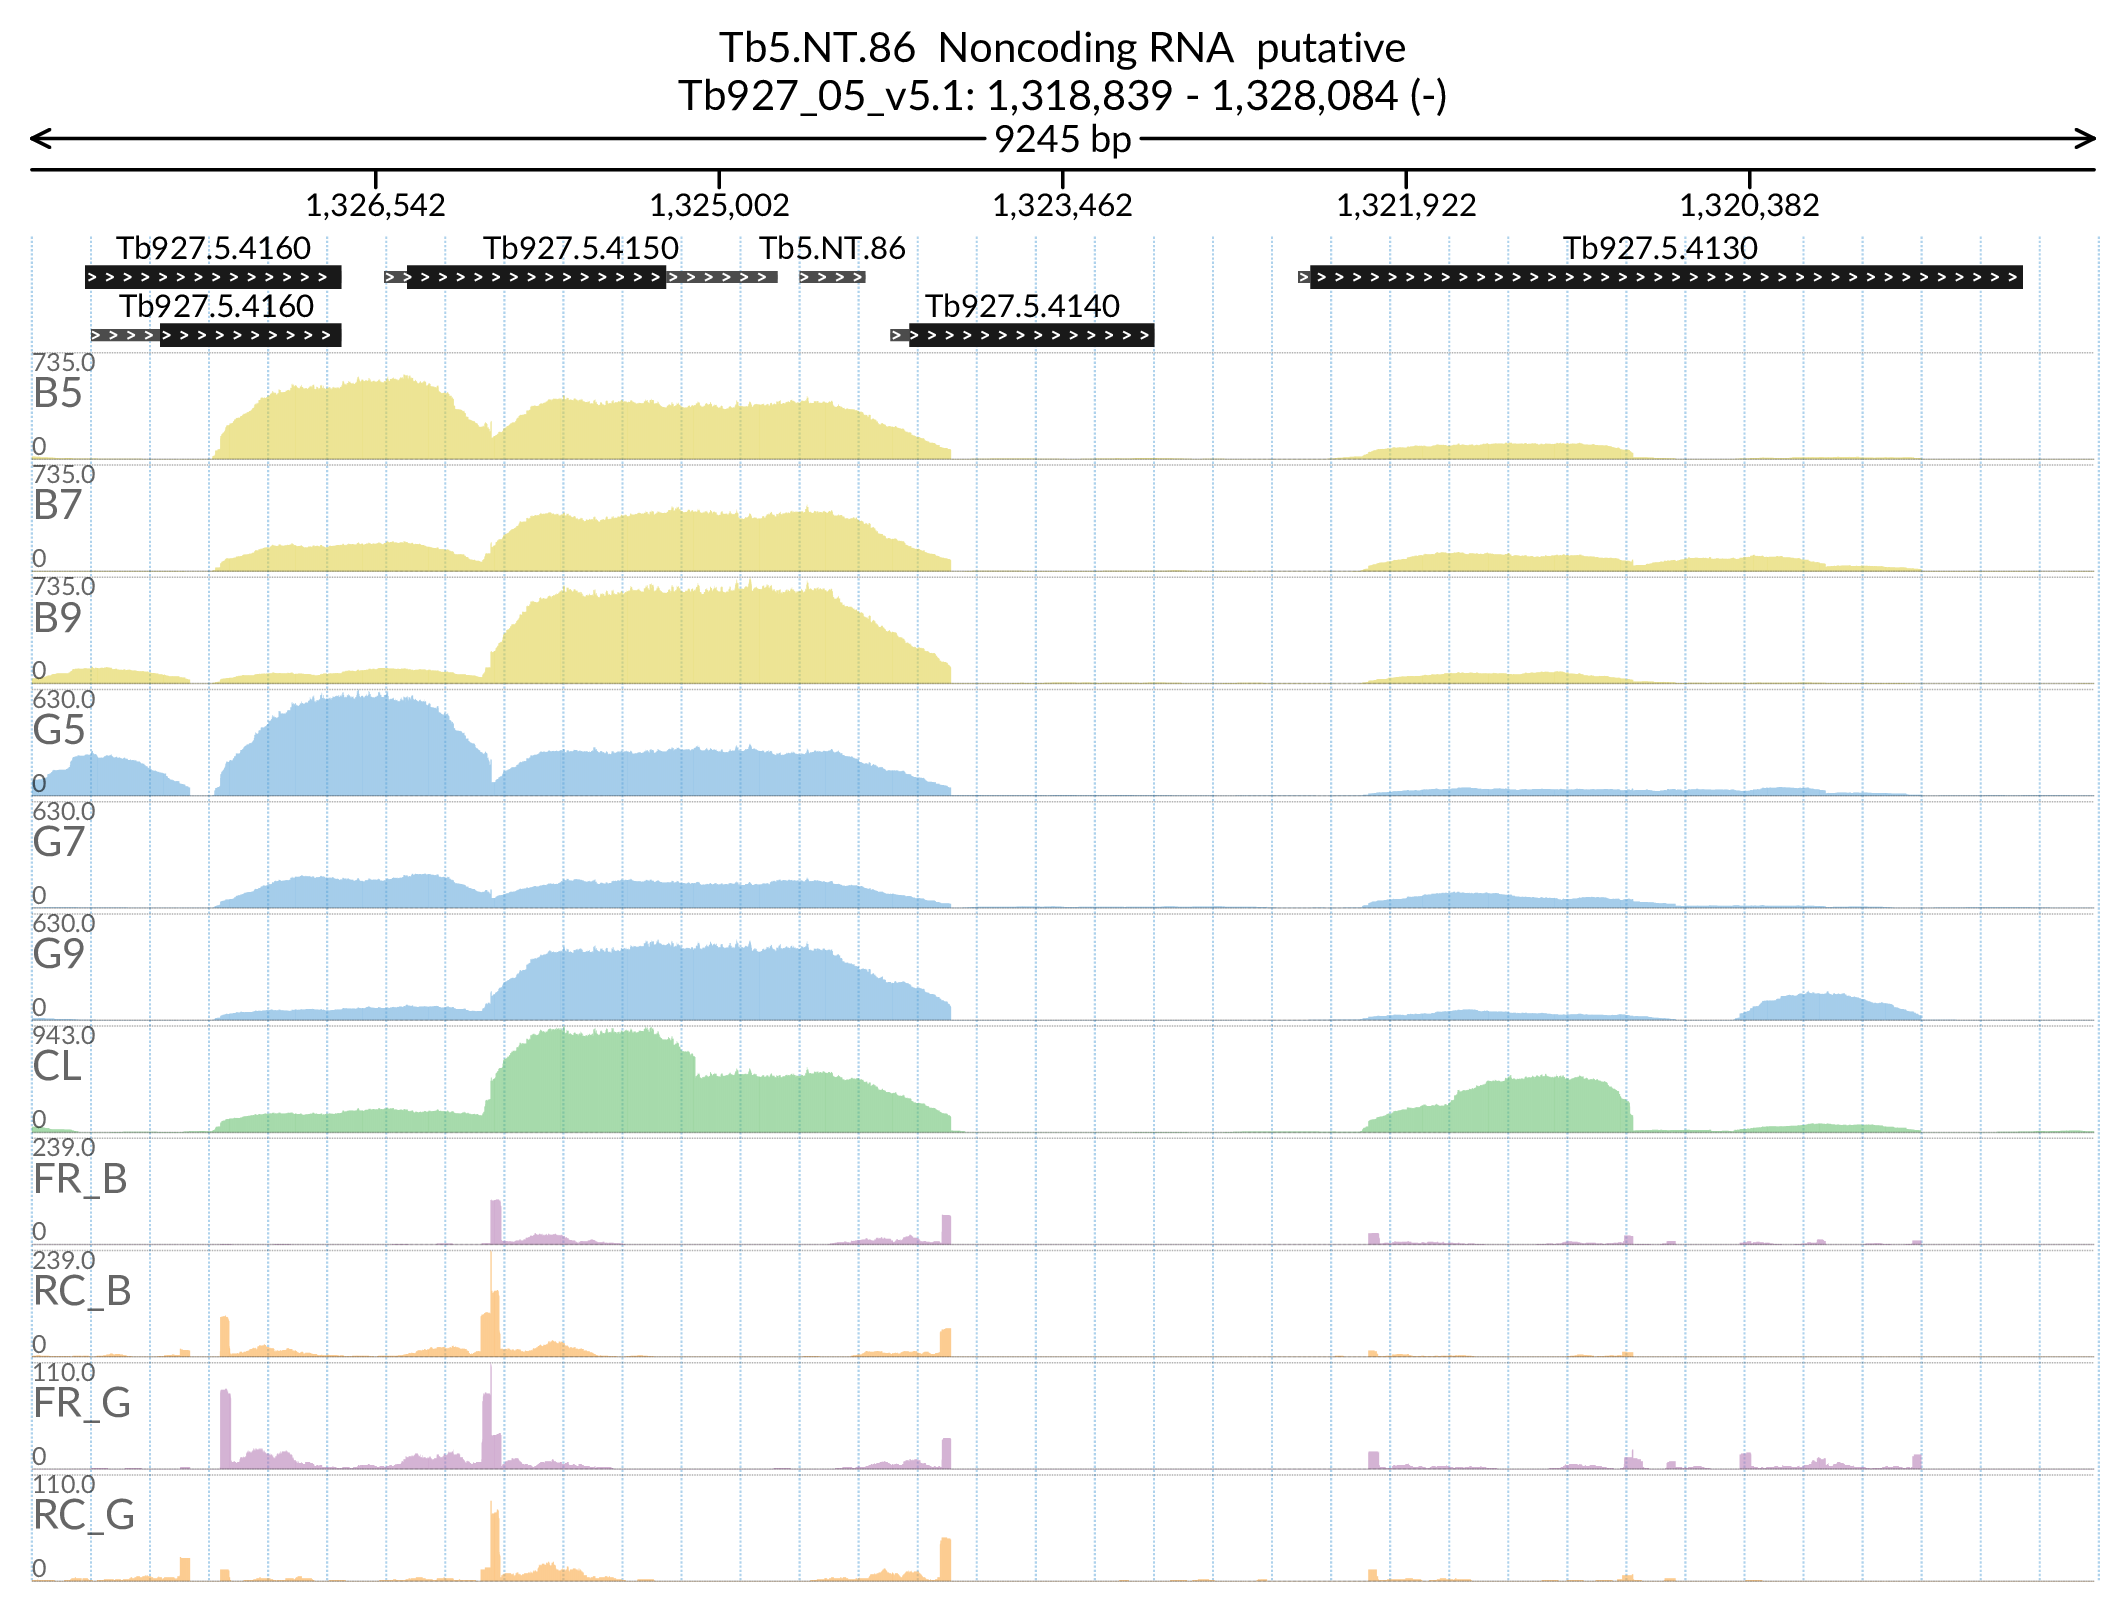 Tb5.NT.86  Noncoding RNA  putative
Tb927_05_v5.1: 1,318,839 - 1,328,084 (-)
9245 bp
1,326,542 1,325,002 1,323,462 1,321,922 1,320,382
Tb927.5.4160 Tb927.5.4150 Tb5.NT.86 Tb927.5.4130
Tb927.5.4160 Tb927.5.4140
735.0
B5
0
735.0
B7
0
735.0
B9
0
630.0
G5
0
630.0
G7
0
630.0
G9
0
943.0
CL
0
239.0
FR_B
0
239.0
RC_B
0
110.0
FR_G
0
110.0
RC_G
0